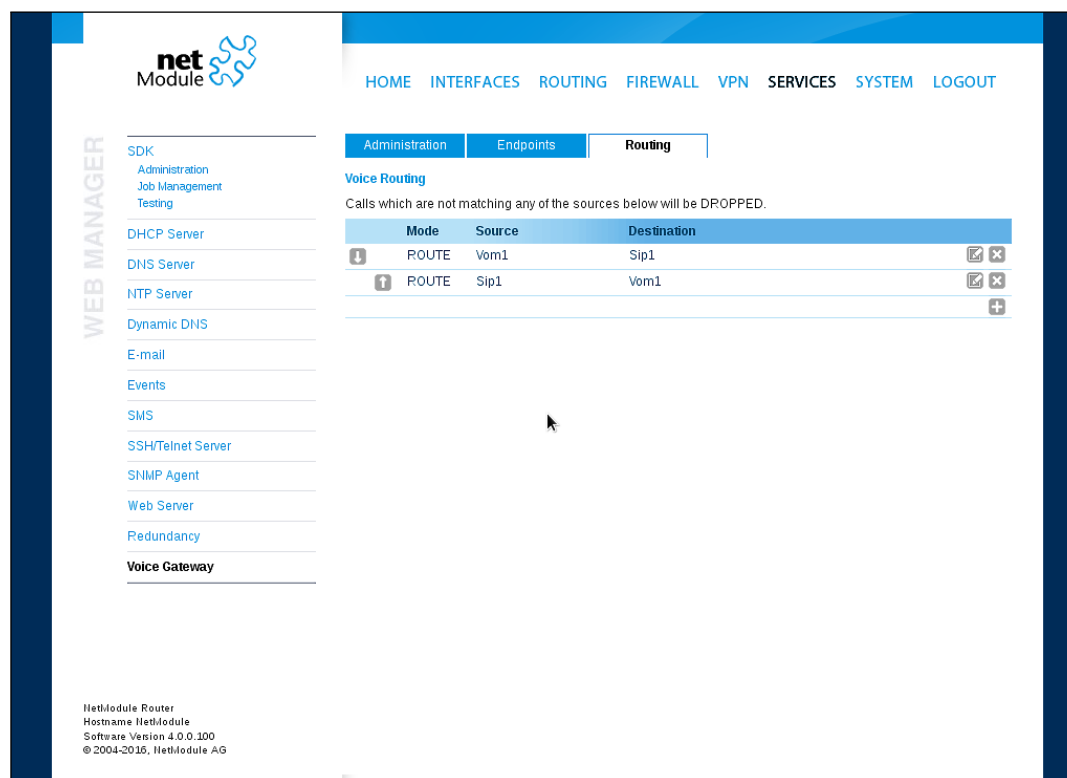 net
Module
HOME INTERFACES ROUTING FIREWALL VPN SERVICES SYSTEM LOGOUT
WEB MANAGER
SDK
Administration
Job Management
Testing
DHCP Server
DNS Server
NTP Server
Dynamic DNS
E-mail
Events
SMS
SSH/Telnet Server
SNMP Agent
Web Server
Redundancy
Voice Gateway
Administration Endpoints Routing
Voice Routing
Calls which are not matching any of the sources below will be DROPPED.
Mode Source Destination
ROUTE Vom1 Sip1
ROUTE Sip1 Vom1
NetModule Router
Hostname NetModule
Software Version 4.0.0.100
© 2004-2016, NetModule AG